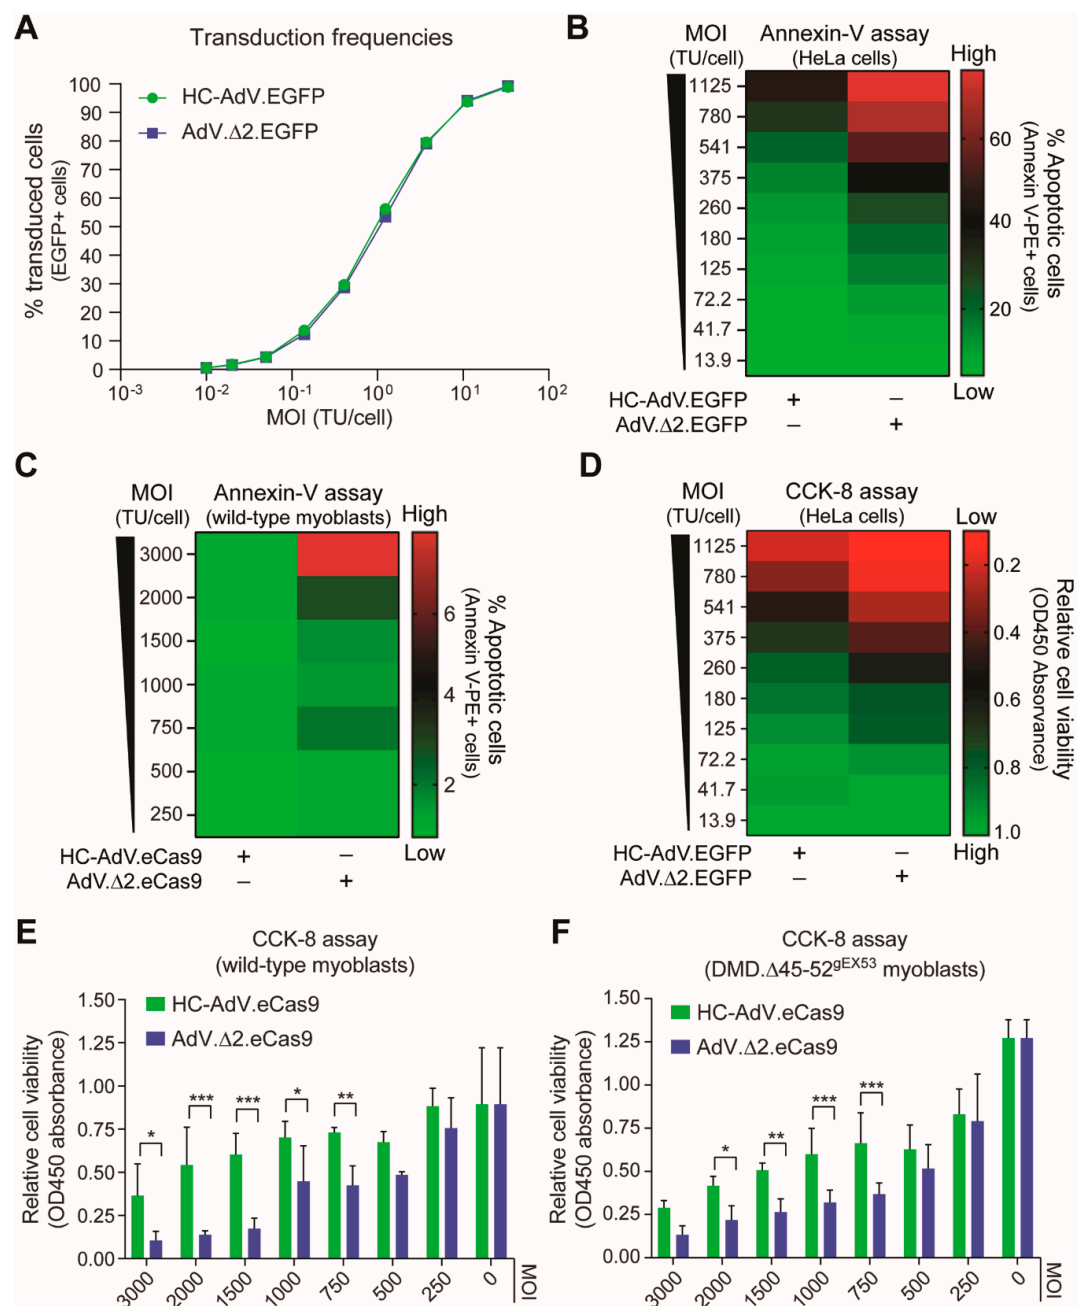 A
Transduction frequencies
HC-AdV.EGFP
AdV.Δ2.EGFP
% transduced cells
(EGFP+ cells)
100
90
80
70
60
50
40
30
20
10
0
10-3 10-2 10-1 100 101 102
MOI (TU/cell)
B
MOI
(TU/cell)
Annexin-V assay
(HeLa cells)
High
1125
780
541
375
260
180
125
72.2
41.7
13.9
60
40
20
% Apoptotic cells
(Annexin V-PE+ cells)
Low
HC-AdV.EGFP + –
AdV.Δ2.EGFP – +
C
MOI
(TU/cell)
Annexin-V assay
(wild-type myoblasts)
High
3000
2000
1500
1000
750
500
250
6
4
2
% Apoptotic cells
(Annexin V-PE+ cells)
Low
HC-AdV.eCas9 + –
AdV.Δ2.eCas9 – +
D
MOI
(TU/cell)
CCK-8 assay
(HeLa cells)
Low
1125
780
541
375
260
180
125
72.2
41.7
13.9
0.2
0.4
0.6
0.8
1.0
Relative cell viability
(OD450 Absorvance)
High
HC-AdV.EGFP + –
AdV.Δ2.EGFP – +
E
CCK-8 assay
(wild-type myoblasts)
HC-AdV.eCas9
AdV.Δ2.eCas9
Relative cell viability
(OD450 absorbance)
1.50
1.25
1.00
0.75
0.50
0.25
0.00
* *** *** * **
3000 2000 1500 1000 750 500 250 0
MOI
F
CCK-8 assay
(DMD.Δ45-52gEX53 myoblasts)
HC-AdV.eCas9
AdV.Δ2.eCas9
Relative cell viability
(OD450 absorbance)
1.50
1.25
1.00
0.75
0.50
0.25
0.00
* ** *** ***
3000 2000 1500 1000 750 500 250 0
MOI